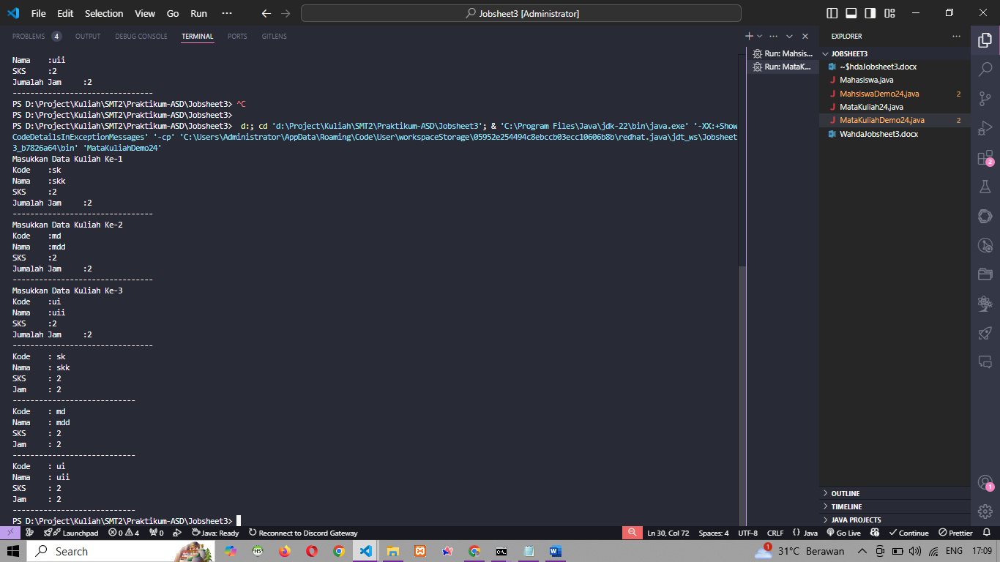 File Edit Selection View Go Run ···
Jobsheet3 [Administrator]
PROBLEMS 4 OUTPUT DEBUG CONSOLE TERMINAL PORTS GITLENS
Nama :uii
SKS :2
Jumalah Jam :2
--------------------------------
PS D:\Project\Kuliah\SMT2\Praktikum-ASD\Jobsheet3> ^C
PS D:\Project\Kuliah\SMT2\Praktikum-ASD\Jobsheet3>
PS D:\Project\Kuliah\SMT2\Praktikum-ASD\Jobsheet3> d:; cd 'd:\Project\Kuliah\SMT2\Praktikum-ASD\Jobsheet3'; & 'C:\Program Files\Java\jdk-22\bin\java.exe' '-XX:+Show
CodeDetailsInExceptionMessages' '-cp' 'C:\Users\Administrator\AppData\Roaming\Code\User\workspaceStorage\05952e254494c8ebccb03ecc10606b8b\redhat.java\jdt_ws\Jobsheet
3_b7826a64\bin' 'MataKuliahDemo24'
Masukkan Data Kuliah Ke-1
Kode :sk
Nama :skk
SKS :2
Jumalah Jam :2
--------------------------------
Masukkan Data Kuliah Ke-2
Kode :md
Nama :mdd
SKS :2
Jumalah Jam :2
--------------------------------
Masukkan Data Kuliah Ke-3
Kode :ui
Nama :uii
SKS :2
Jumalah Jam :2
--------------------------------
Kode : sk
Nama : skk
SKS : 2
Jam : 2
----------------------------
Kode : md
Nama : mdd
SKS : 2
Jam : 2
----------------------------
Kode : ui
Nama : uii
SKS : 2
Jam : 2
----------------------------
PS D:\Project\Kuliah\SMT2\Praktikum-ASD\Jobsheet3>
Run: Mahsis...
Run: MataK...
EXPLORER
JOBSHEET3
~$hdaJobsheet3.docx
Mahasiswa.java
MahsiswaDemo24.java 2
MataKuliah24.java
MataKuliahDemo24.java 2
WahdaJobsheet3.docx
OUTLINE
TIMELINE
JAVA PROJECTS
2
1
Launchpad 0 4 0 Java: Ready Reconnect to Discord Gateway Ln 30, Col 72 Spaces: 4 UTF-8 CRLF {} Java Go Live Continue Prettier
Search 1 31°C Berawan ENG 17:09